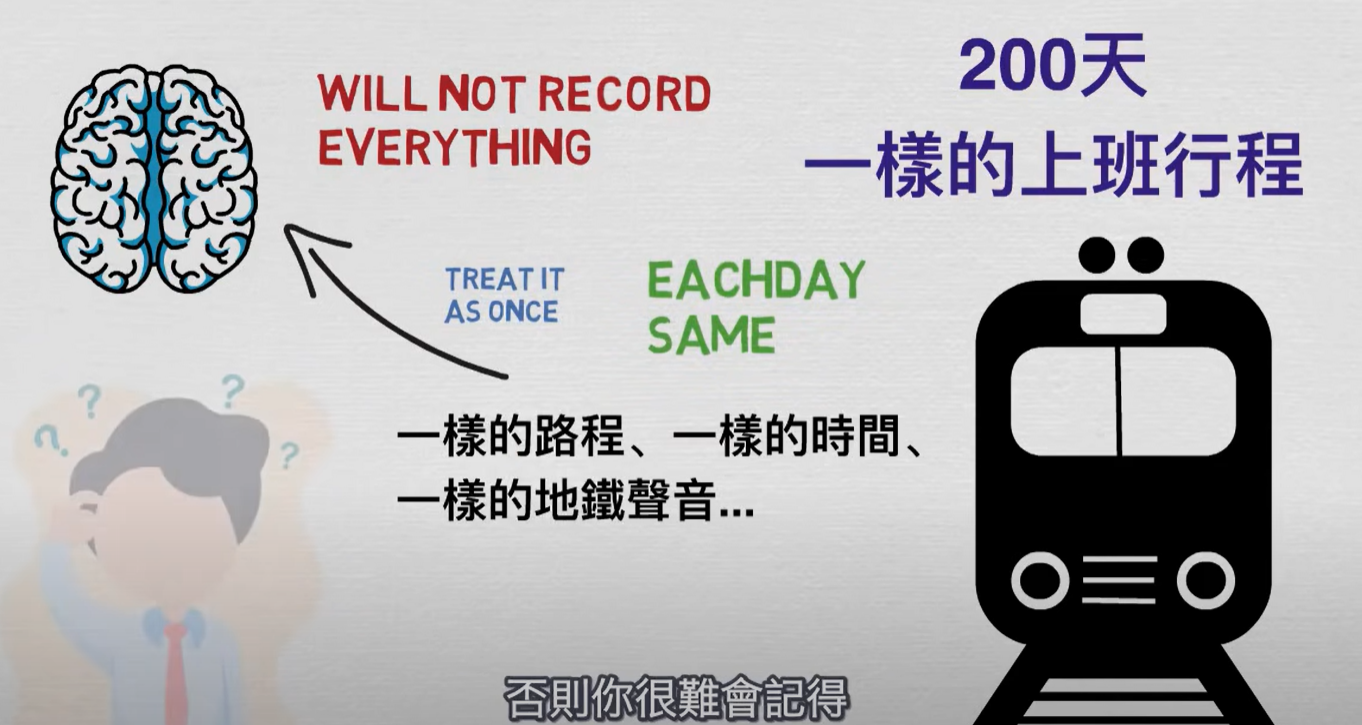 WILL NOT RECORD
EVERYTHING
200天
一樣的上班行程
TREAT IT
AS ONCE
EACHDAY
SAME
一樣的路程、一樣的時間、
一樣的地鐵聲音...
? ? ? ?
否則你很難會記得